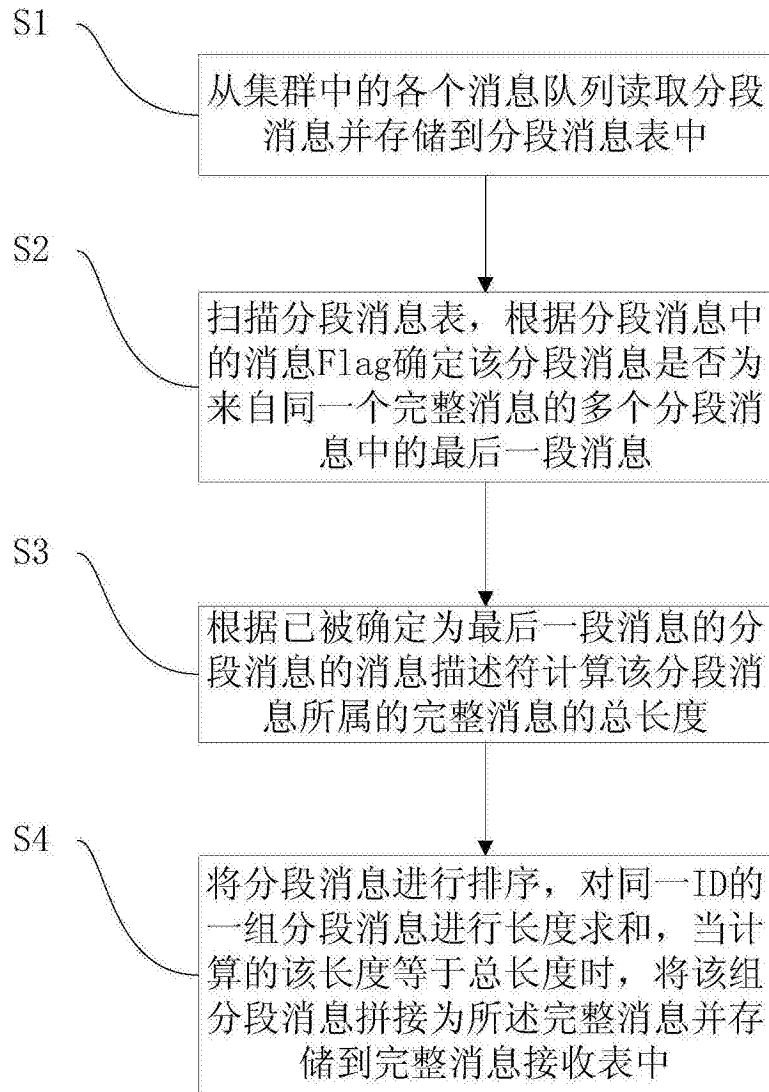 S1
从集群中的各个消息队列读取分段
消息并存储到分段消息表中
S2
扫描分段消息表，根据分段消息中
的消息Flag确定该分段消息是否为
来自同一个完整消息的多个分段消
息中的最后一段消息
S3
根据已被确定为最后一段消息的分
段消息的消息描述符计算该分段消
息所属的完整消息的总长度
S4
将分段消息进行排序，对同一ID的
一组分段消息进行长度求和，当计
算的该长度等于总长度时，将该组
分段消息拼接为所述完整消息并存
储到完整消息接收表中